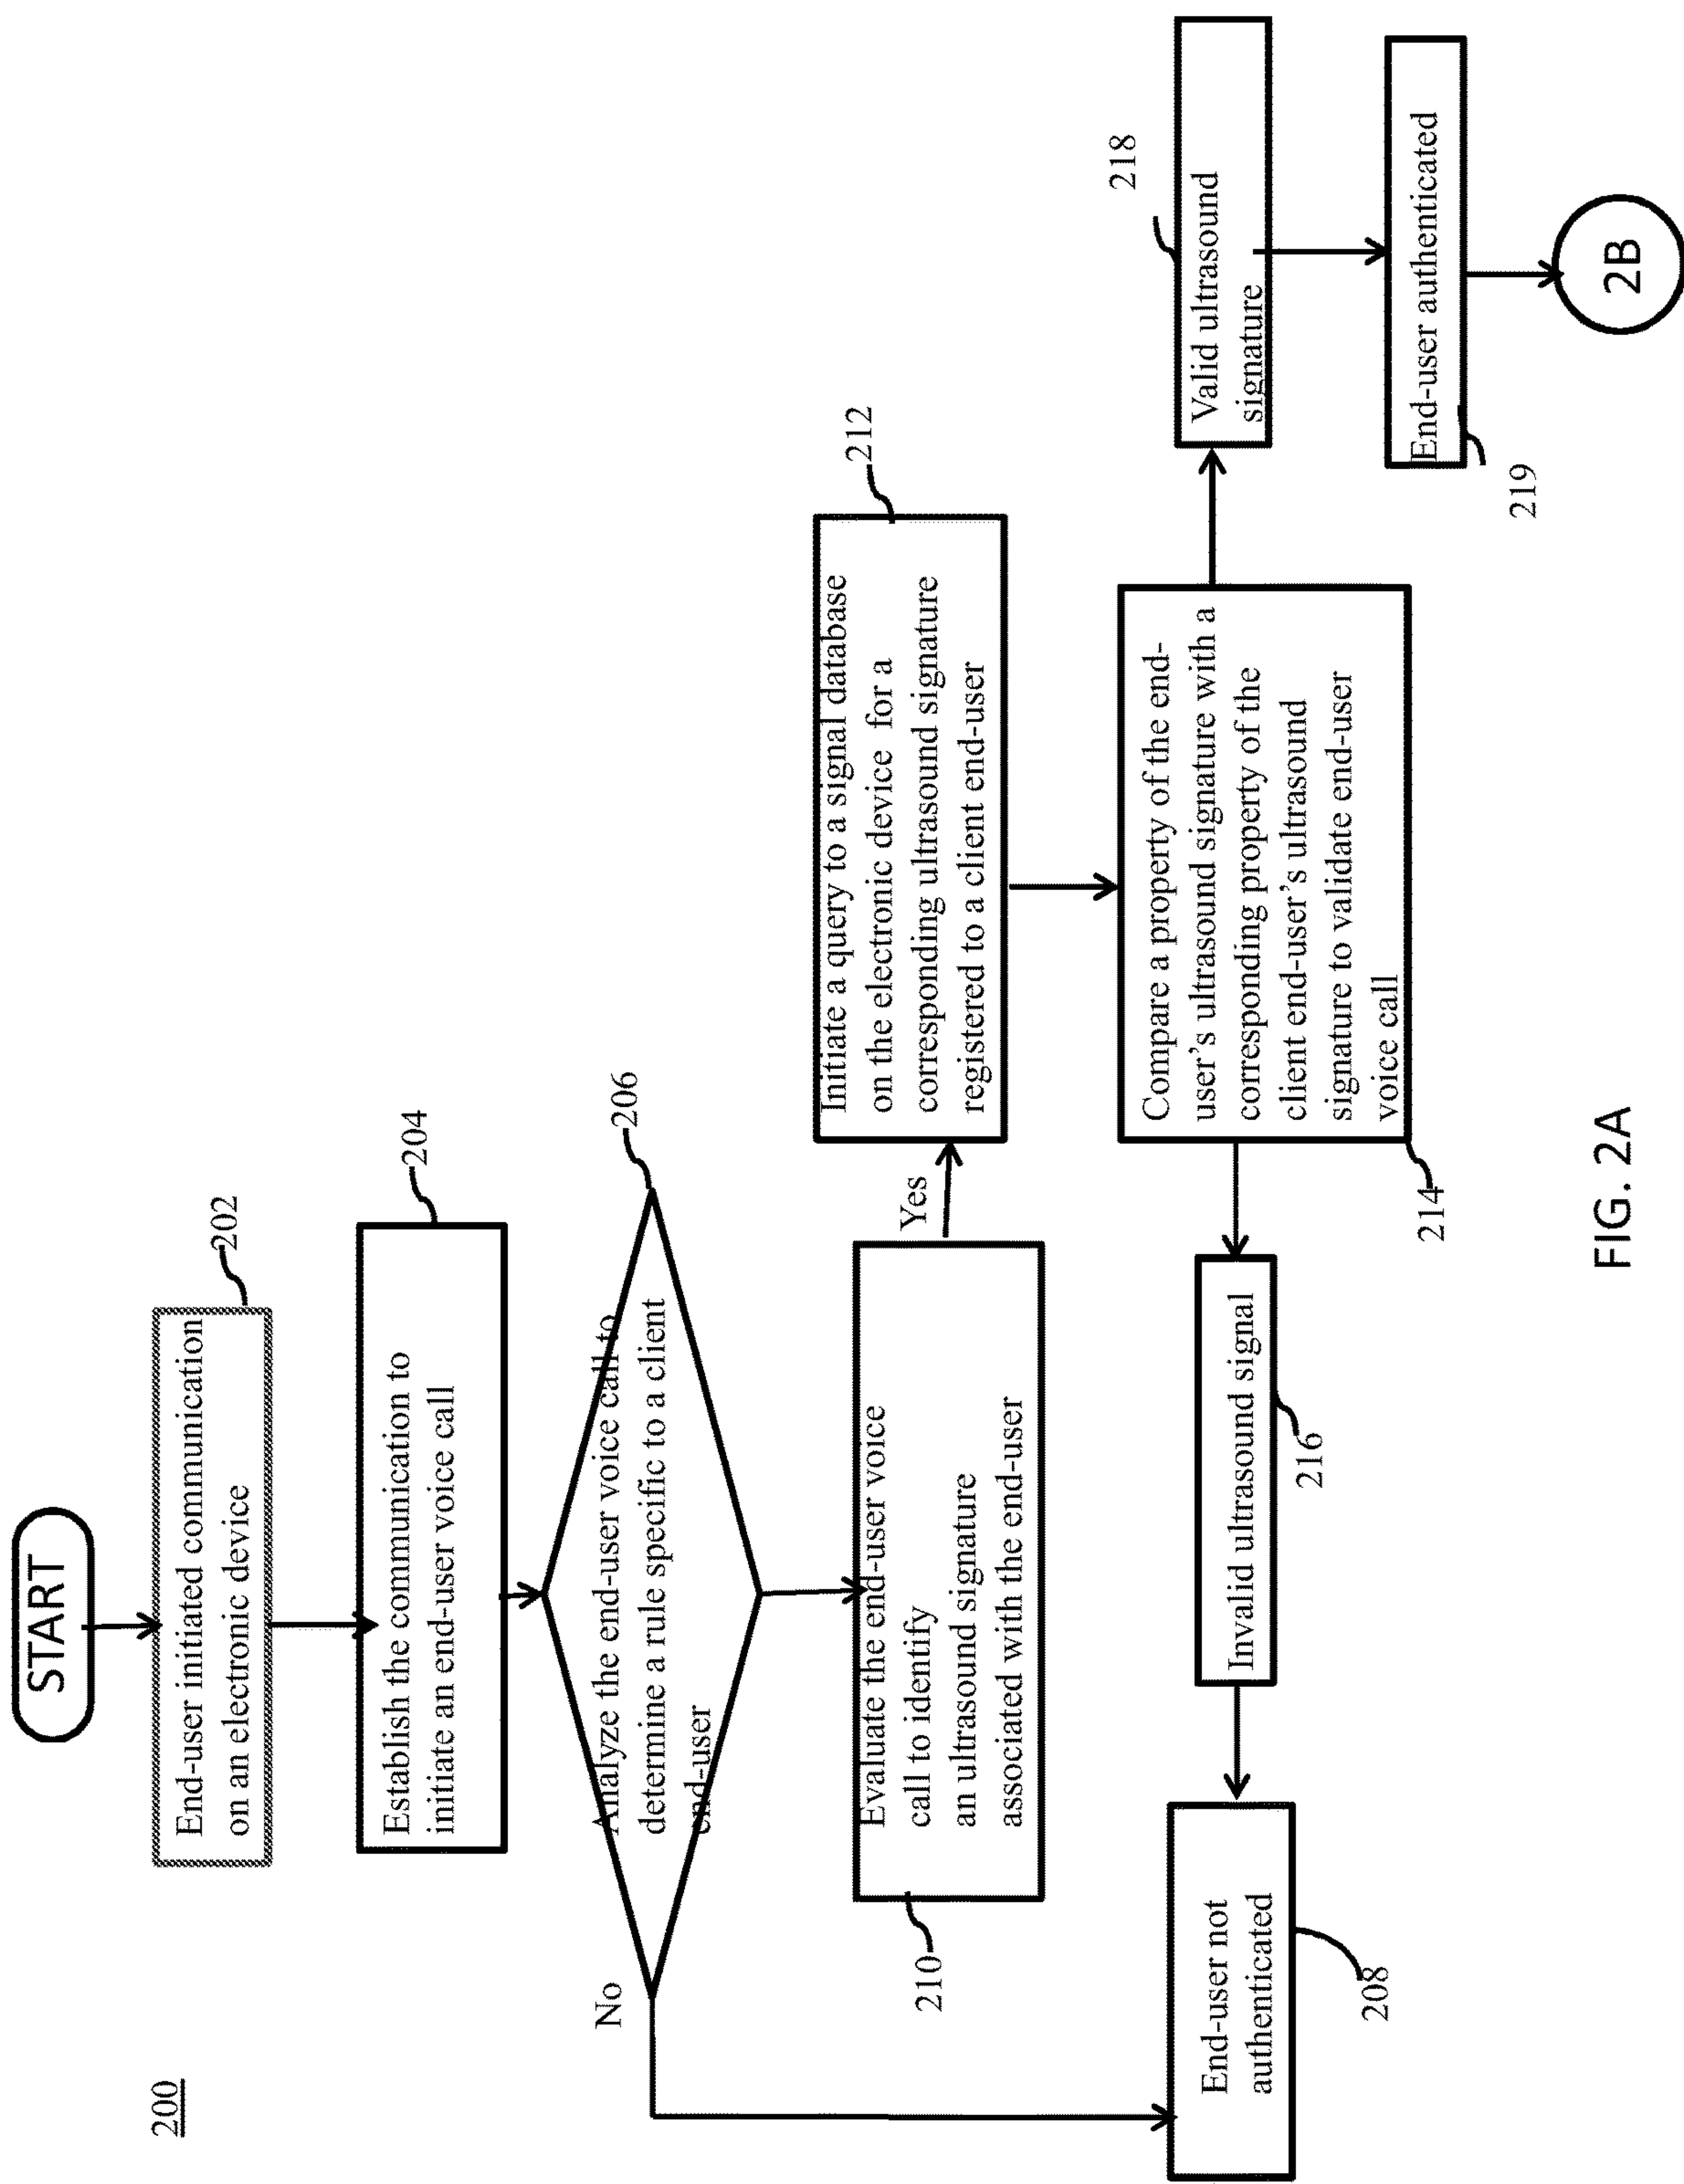 200
START
End-user initiated communication
on an electronic device
202
Establish the communication to
initiate an end-user voice call
204
Analyze the end-user voice call to
determine a rule specific to a client
end-user
206
No
Evaluate the end-user voice
call to identify
an ultrasound signature
associated with the end-user
210
Yes
Initiate a query to a signal database
on the electronic device for a
corresponding ultrasound signature
registered to a client end-user
212
Compare a property of the end-
user's ultrasound signature with a
corresponding property of the
client end-user's ultrasound
signature to validate end-user
voice call
214
Invalid ultrasound signal
216
End-user not
authenticated
208
Valid ultrasound
signature
218
End-user authenticated
219
2B
FIG. 2A